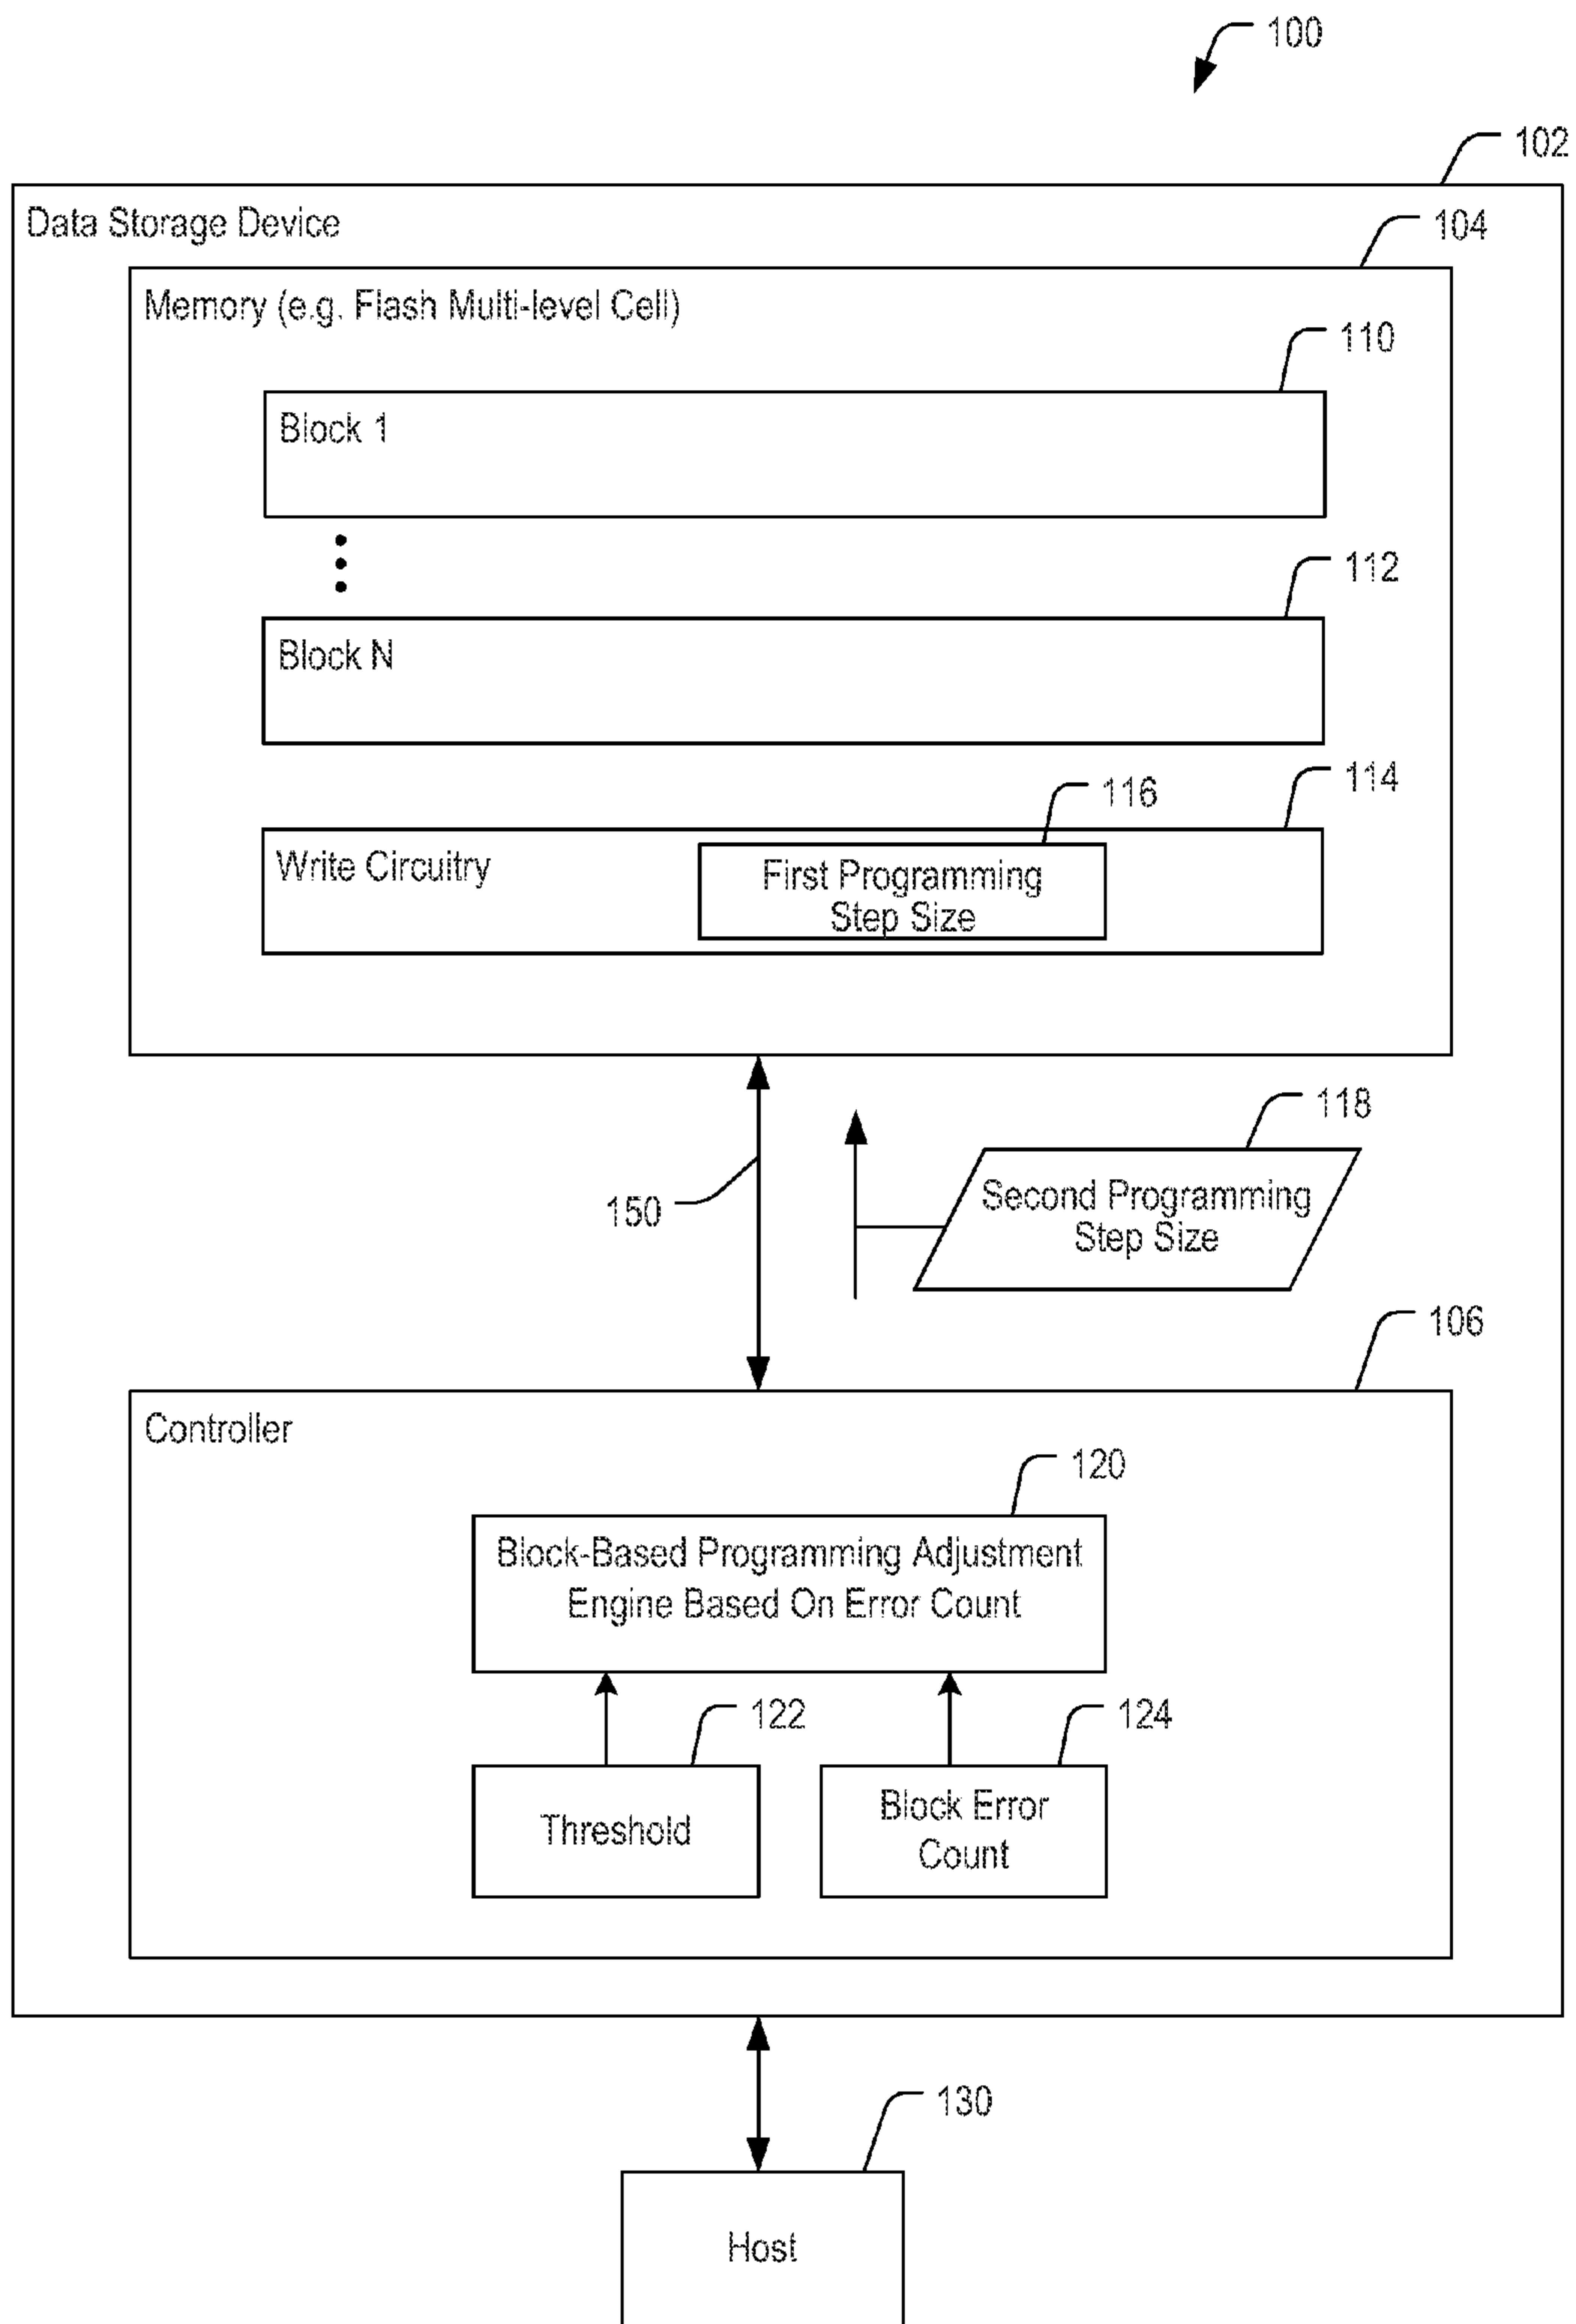 100
102
Data Storage Device
104
Memory (e.g. Flash Multi-level Cell)
110
Block 1
112
Block N
114
116
Write Circuitry
First Programming
Step Size
118
Second Programming
Step Size
150
106
Controller
120
Block-Based Programming Adjustment
Engine Based On Error Count
122
124
Threshold
Block Error
Count
130
Host